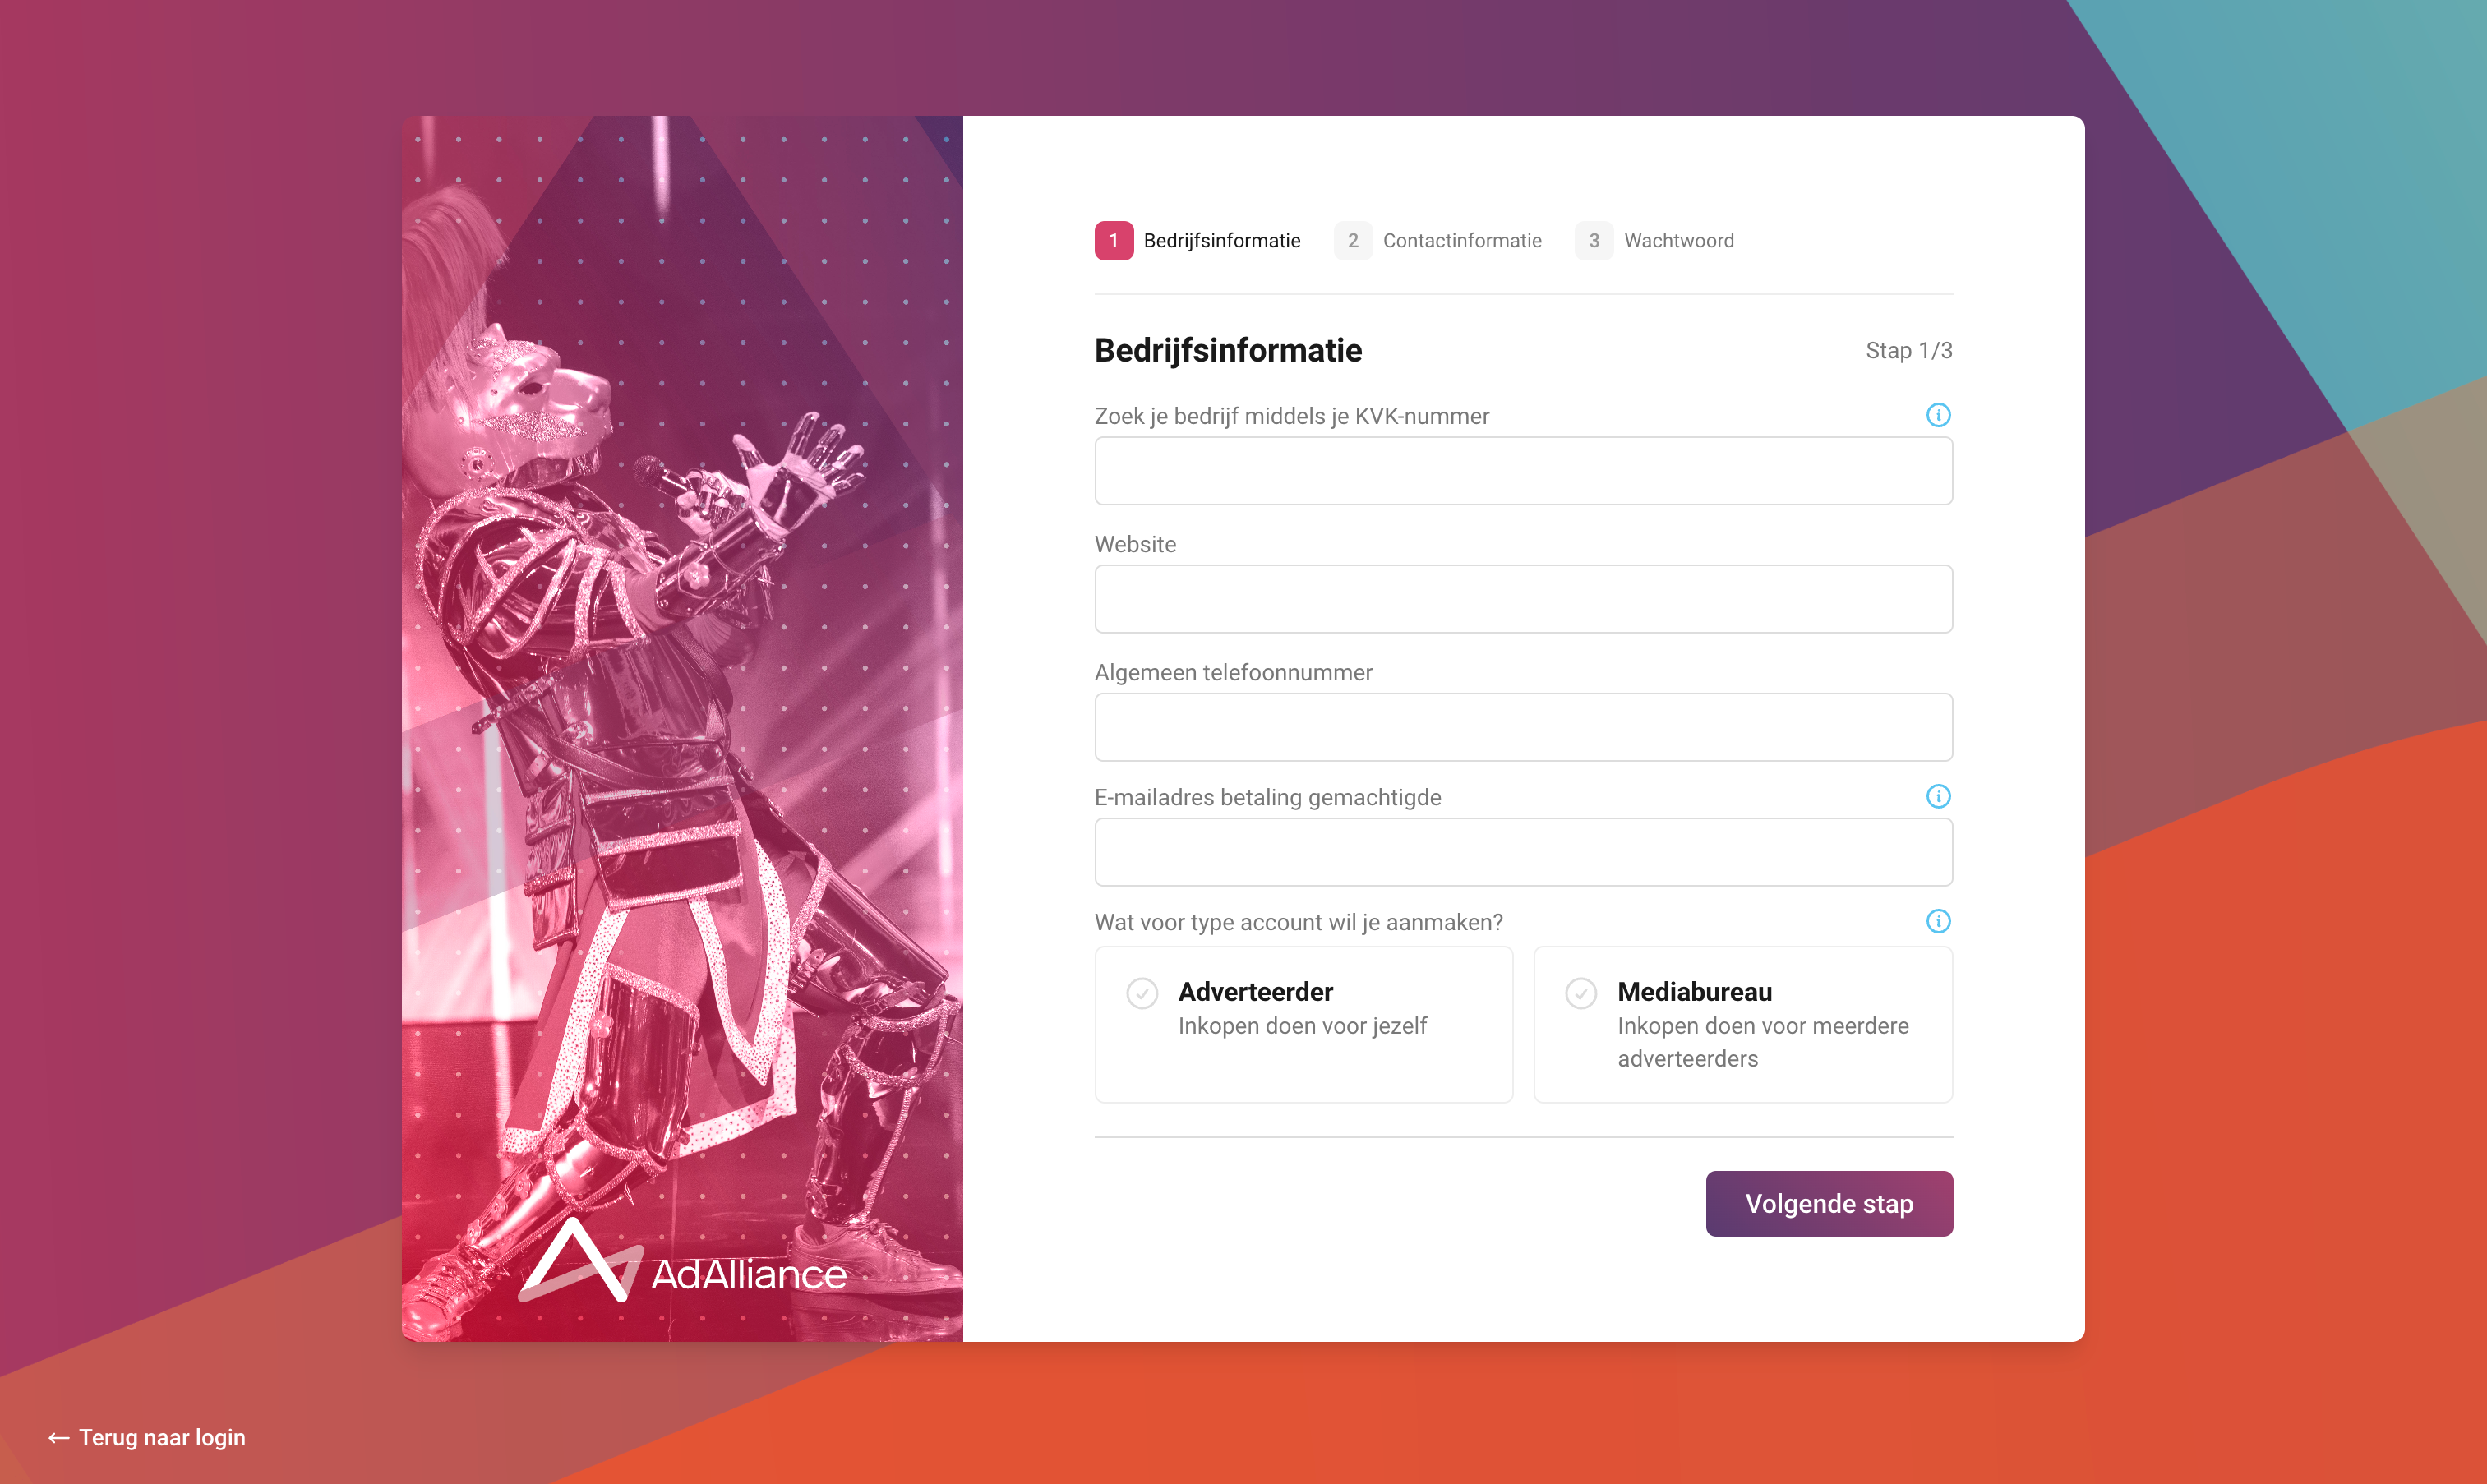 1 Bedrijfsinformatie 2 Contactinformatie 3 Wachtwoord
Bedrijfsinformatie Stap 1/3
Zoek je bedrijf middels je KVK-nummer
Website
Algemeen telefoonnummer
E-mailadres betaling gemachtigde
Wat voor type account wil je aanmaken?
Adverteerder
Inkopen doen voor jezelf
Mediabureau
Inkopen doen voor meerdere
adverteerders
Volgende stap
AdAlliance
← Terug naar login